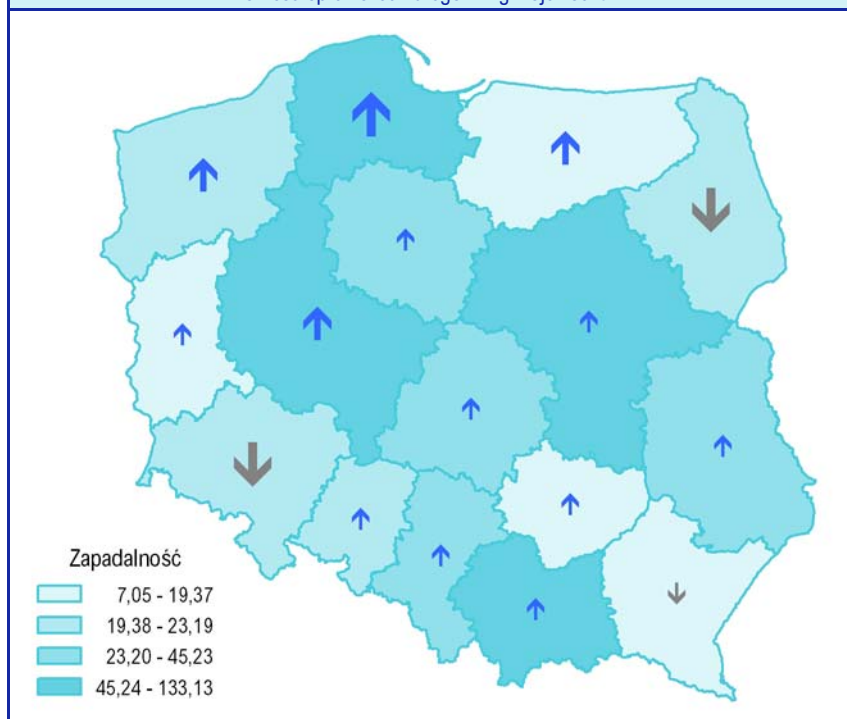 Zapadalność
7,05 - 19,37
19,38 - 23,19
23,20 - 45,23
45,24 - 133,13